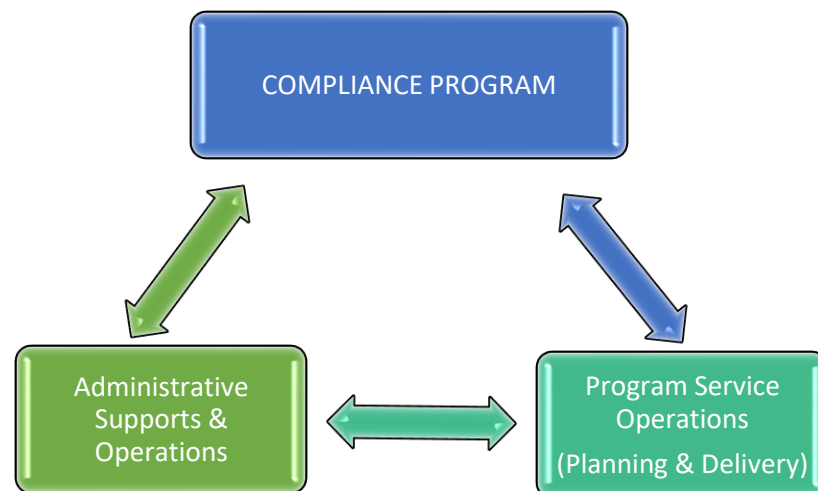 COMPLIANCE PROGRAM
Administrative
Supports &
Operations
Program Service
Operations
(Planning & Delivery)